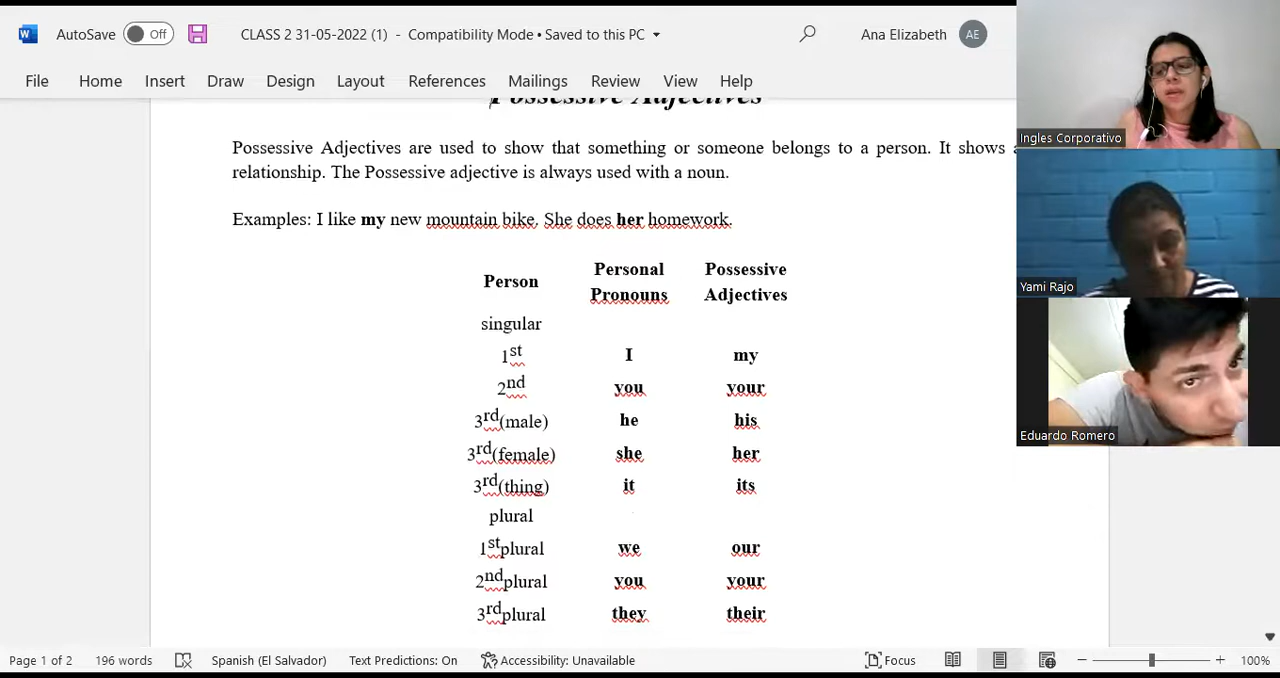 AutoSave Off CLASS 2 31-05-2022 (1) - Compatibility Mode • Saved to this PC Ana Elizabeth AE
File Home Insert Draw Design Layout References Mailings Review View Help
Possessive Adjectives
Possessive Adjectives are used to show that something or someone belongs to a person. It shows a
relationship. The Possessive adjective is always used with a noun.
Examples: I like my new mountain bike. She does her homework.
Person Personal Pronouns Possessive Adjectives
singular
1st I my
2nd you your
3rd(male) he his
3rd(female) she her
3rd(thing) it its
plural
1stplural we our
2ndplural you your
3rdplural they their
Page 1 of 2 196 words Spanish (El Salvador) Text Predictions: On Accessibility: Unavailable Focus 100%
Ingles Corporativo
Yami Rajo
Eduardo Romero